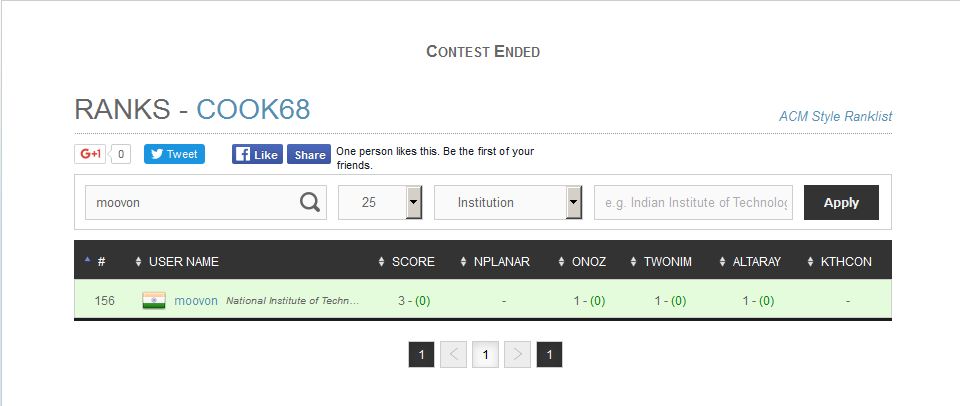 CONTEST ENDED
RANKS - COOK68
ACM Style Ranklist
G+1 0 Tweet Like Share One person likes this. Be the first of your
friends.
moovon 25 Institution e.g. Indian Institute of Technolog Apply
# USER NAME SCORE NPLANAR ONOZ TWONIM ALTARAY KTHCON
156 moovon National Institute of Techn... 3 - (0) - 1 - (0) 1 - (0) 1 - (0) -
1 < 1 > 1